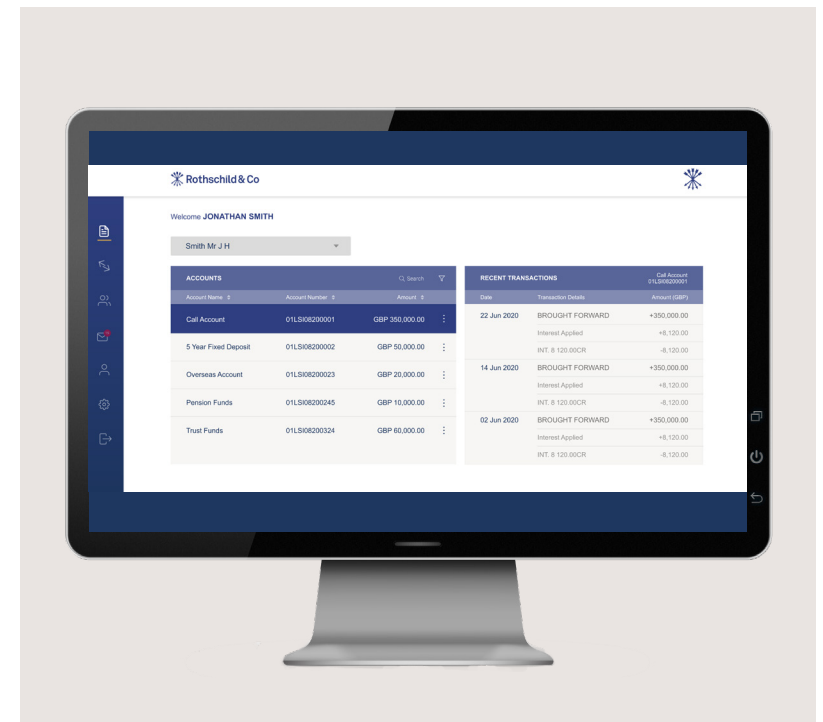 Rothschild & Co
Welcome JONATHAN SMITH
Smith Mr J H
ACCOUNTS Search
Account Name Account Number Amount
Call Account 01LSI08200001 GBP 350,000.00
5 Year Fixed Deposit 01LSI08200002 GBP 50,000.00
Overseas Account 01LSI08200023 GBP 20,000.00
Pension Funds 01LSI08200245 GBP 10,000.00
Trust Funds 01LSI08200324 GBP 60,000.00
RECENT TRANSACTIONS Call Account
01LSI08200001
Date Transaction Details Amount (GBP)
22 Jun 2020 BROUGHT FORWARD +350,000.00
Interest Applied +8,120.00
INT. 8 120.00CR -8,120.00
14 Jun 2020 BROUGHT FORWARD +350,000.00
Interest Applied +8,120.00
INT. 8 120.00CR -8,120.00
02 Jun 2020 BROUGHT FORWARD +350,000.00
Interest Applied +8,120.00
INT. 8 120.00CR -8,120.00